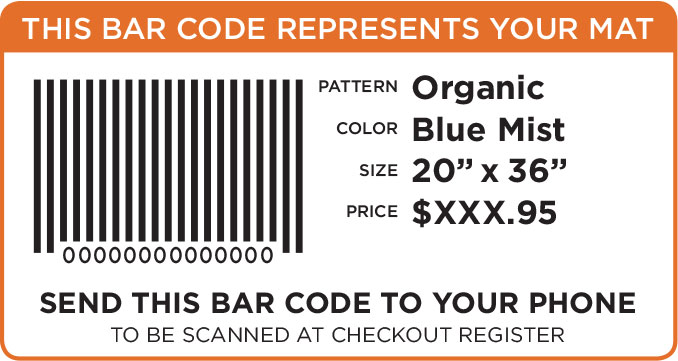 THIS BAR CODE REPRESENTS YOUR MAT
PATTERN Organic
COLOR Blue Mist
SIZE 20” x 36”
PRICE $XXX.95
00000000000000
SEND THIS BAR CODE TO YOUR PHONE
TO BE SCANNED AT CHECKOUT REGISTER